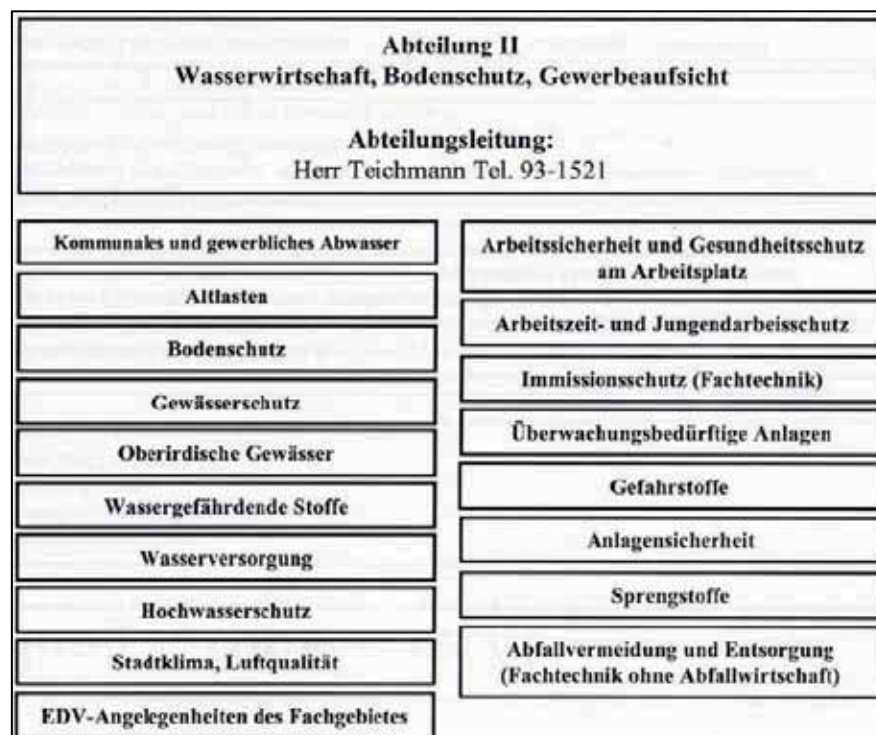 Abteilung II
Wasserwirtschaft, Bodenschutz, Gewerbeaufsicht
Abteilungsleitung:
Herr Teichmann Tel. 93-1521
Kommunales und gewerbliches Abwasser
Altlasten
Bodenschutz
Gewässerschutz
Oberirdische Gewässer
Wassergefährdende Stoffe
Wasserversorgung
Hochwasserschutz
Stadtklima, Luftqualität
EDV-Angelegenheiten des Fachgebietes
Arbeitssicherheit und Gesundheitsschutz
am Arbeitsplatz
Arbeitszeit- und Jungendarbeisschutz
Immissionsschutz (Fachtechnik)
Überwachungsbedürftige Anlagen
Gefahrstoffe
Anlagensicherheit
Sprengstoffe
Abfallvermeidung und Entsorgung
(Fachtechnik ohne Abfallwirtschaft)